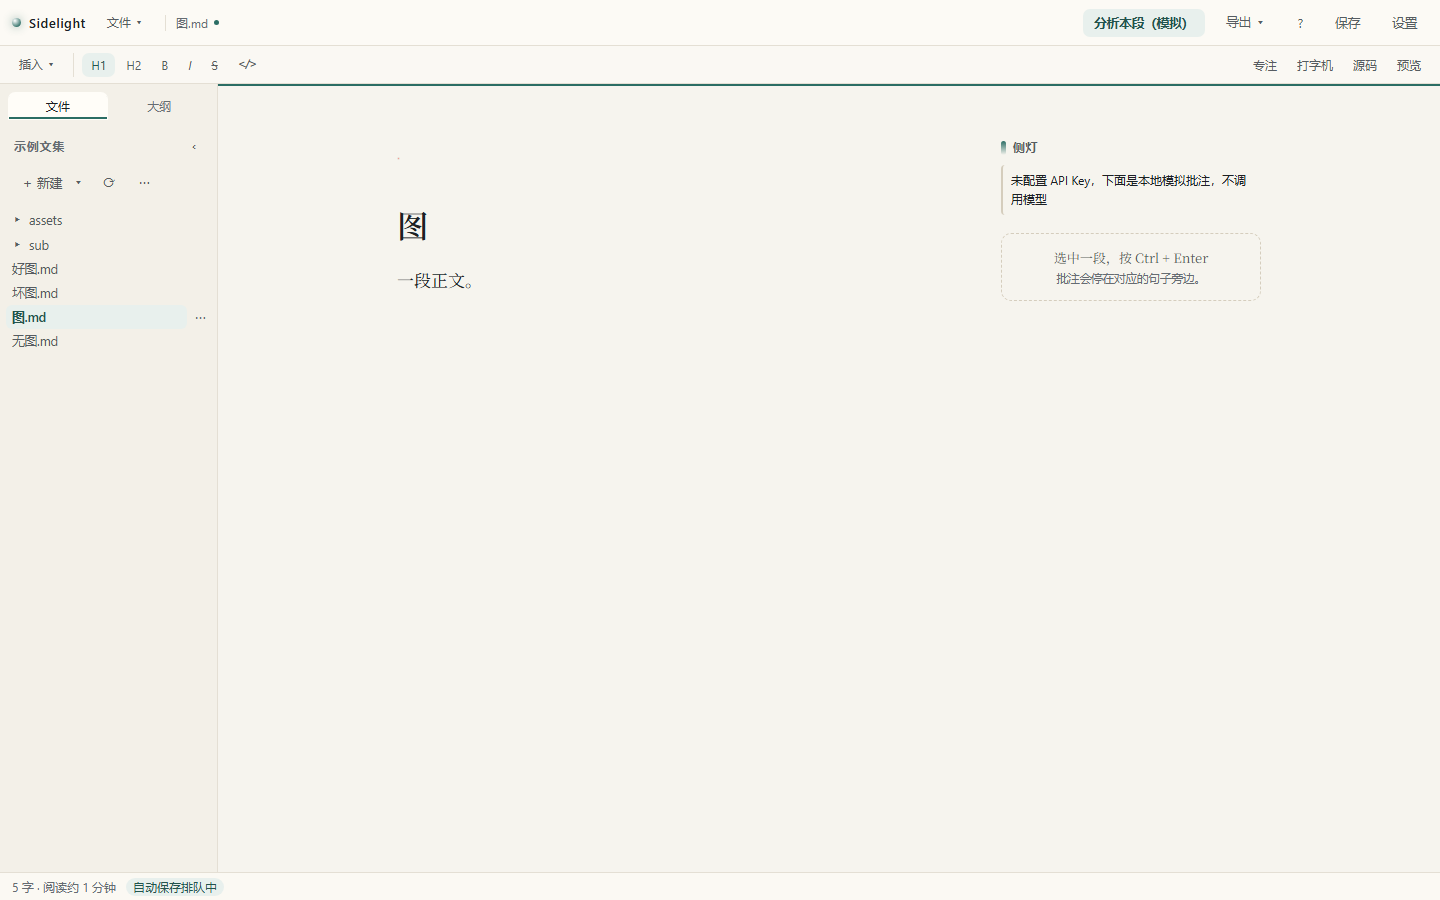 Sidelight 文件 图.md 分析本段（模拟） 导出 ? 保存 设置
插入 H1 H2 B I S </> 专注 打字机 源码 预览
文件 大纲
示例文集
+ 新建 ...
assets
sub
好图.md
坏图.md
图.md ...
无图.md
图
一段正文。
侧灯
未配置 API Key，下面是本地模拟批注，不调
用模型
选中一段，按 Ctrl + Enter
批注会停在对应的句子旁边。
5 字 · 阅读约 1 分钟 自动保存排队中